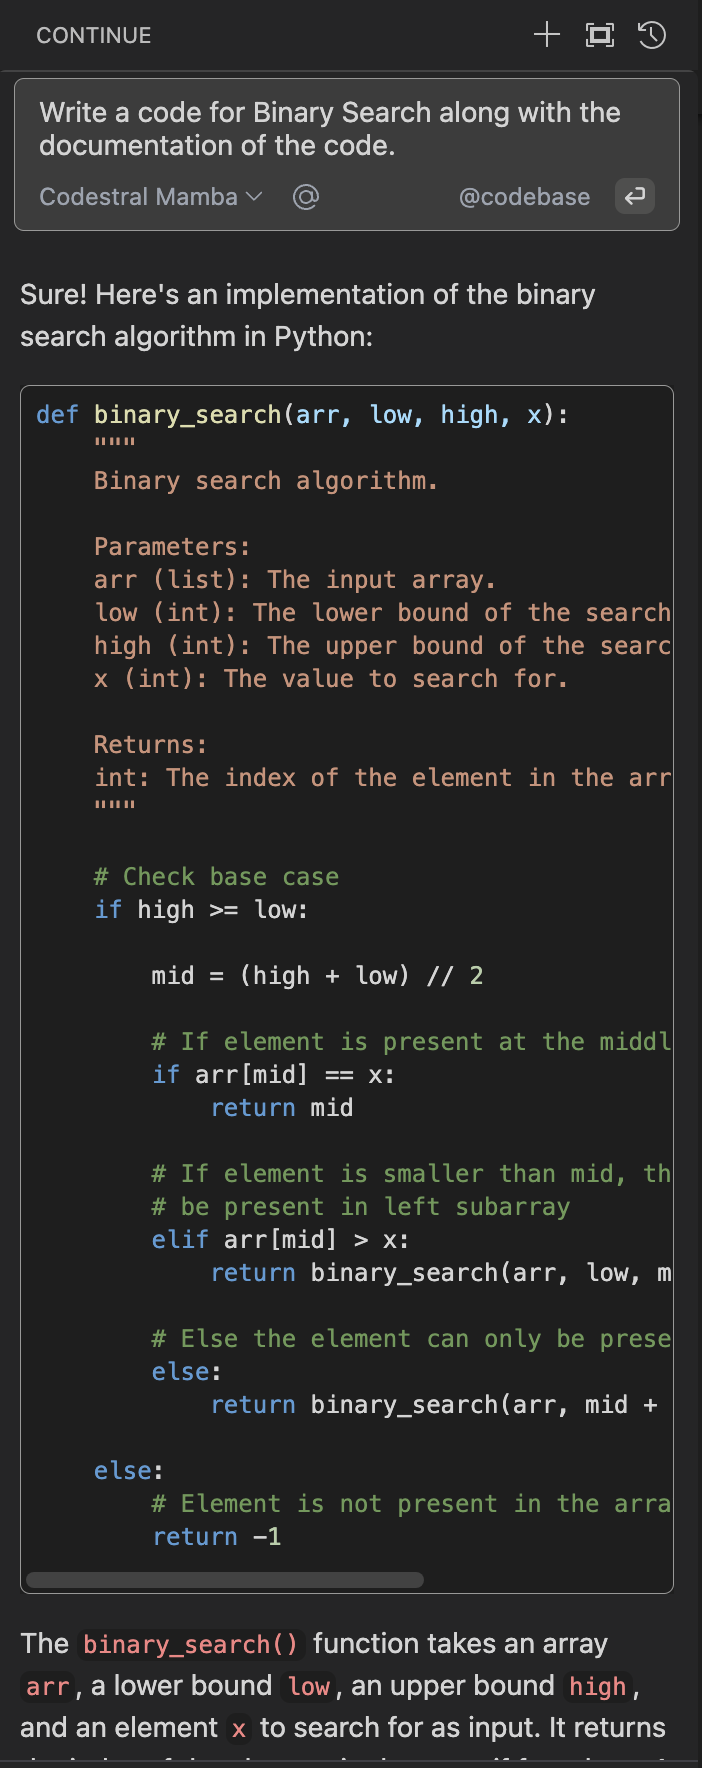 CONTINUE
Write a code for Binary Search along with the
documentation of the code.
Codestral Mamba @codebase
Sure! Here's an implementation of the binary
search algorithm in Python:
def binary_search(arr, low, high, x):
"""
Binary search algorithm.
Parameters:
arr (list): The input array.
low (int): The lower bound of the search
high (int): The upper bound of the searc
x (int): The value to search for.
Returns:
int: The index of the element in the arr
"""
# Check base case
if high >= low:
mid = (high + low) // 2
# If element is present at the middl
if arr[mid] == x:
return mid
# If element is smaller than mid, th
# be present in left subarray
elif arr[mid] > x:
return binary_search(arr, low, m
# Else the element can only be prese
else:
return binary_search(arr, mid +
else:
# Element is not present in the arra
return -1
The binary_search() function takes an array
arr, a lower bound low, an upper bound high,
and an element x to search for as input. It returns